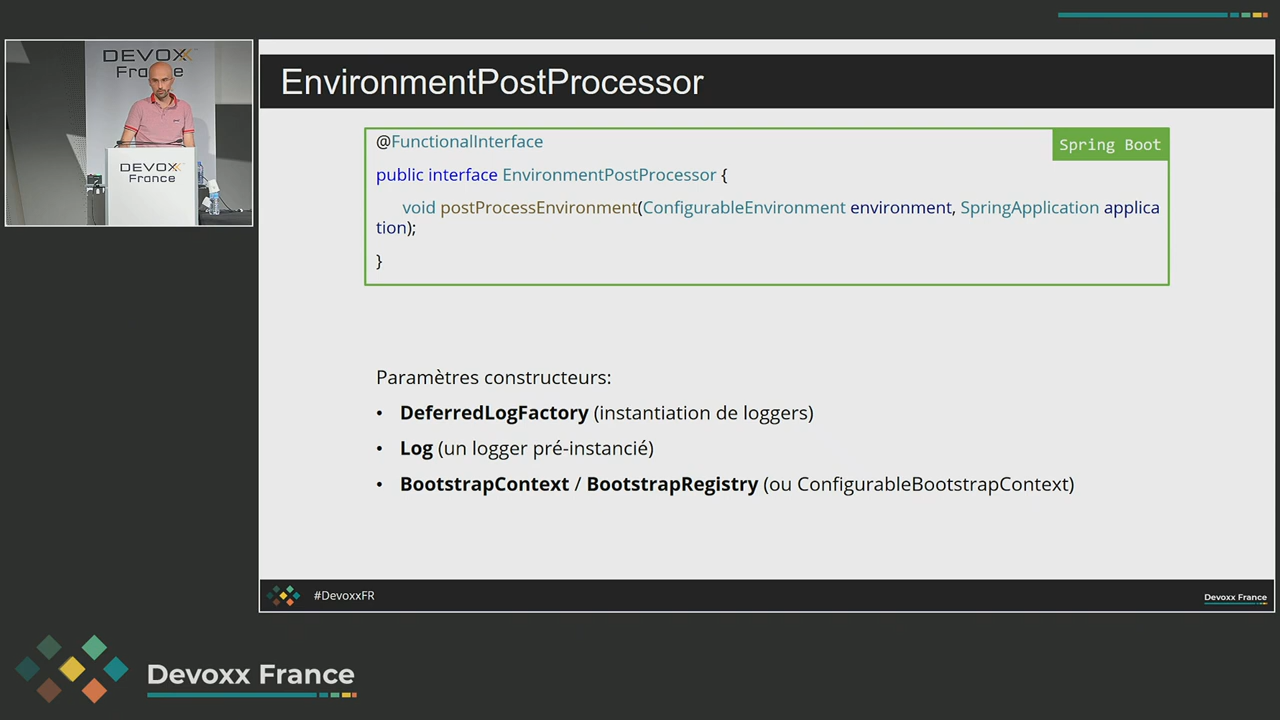 DEVOXX
France
DEVOXX
France
EnvironmentPostProcessor
Spring Boot
@FunctionalInterface
public interface EnvironmentPostProcessor {
void postProcessEnvironment(ConfigurableEnvironment environment, SpringApplication applica
tion);
}
Paramètres constructeurs:
• DeferredLogFactory (instantiation de loggers)
• Log (un logger pré-instancié)
• BootstrapContext / BootstrapRegistry (ou ConfigurableBootstrapContext)
#DevoxxFR
Devoxx France
Devoxx France